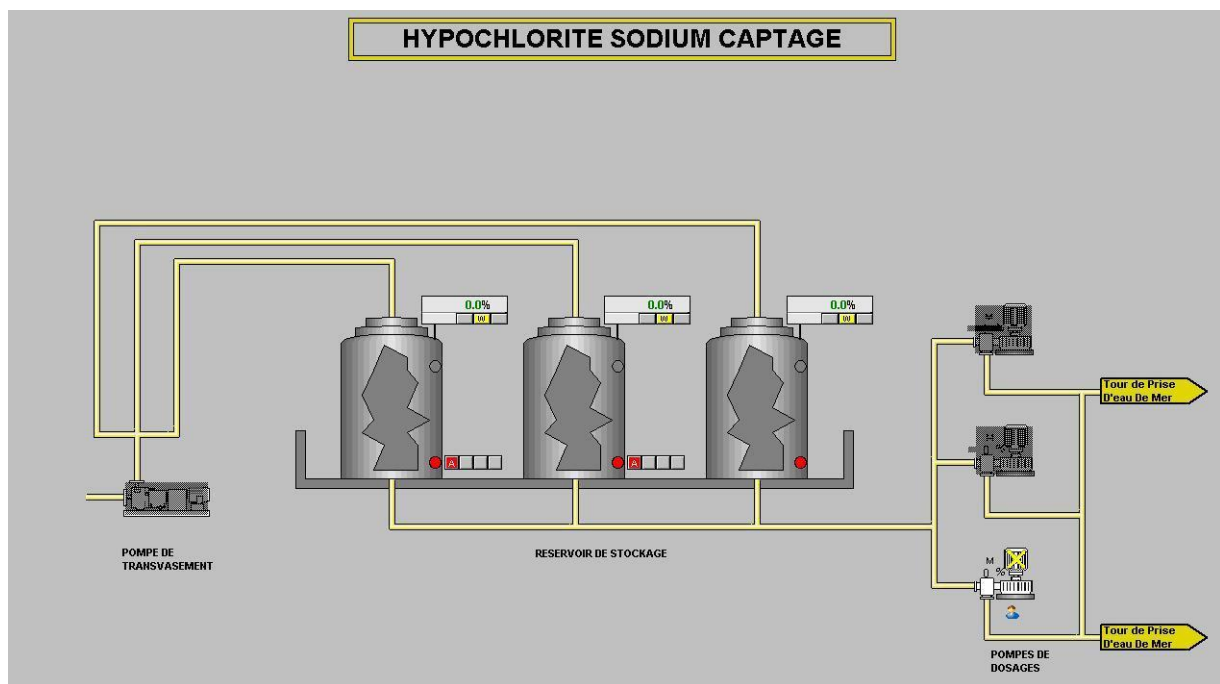 HYPOCHLORITE SODIUM CAPTAGE
0.0%
W
0.0%
W
0.0%
W
M
Tour de Prise
D'eau De Mer
M
%
A
A
POMPE DE
TRANSVASEMENT
RESERVOIR DE STOCKAGE
M
%
Tour de Prise
D'eau De Mer
POMPES DE
DOSAGES